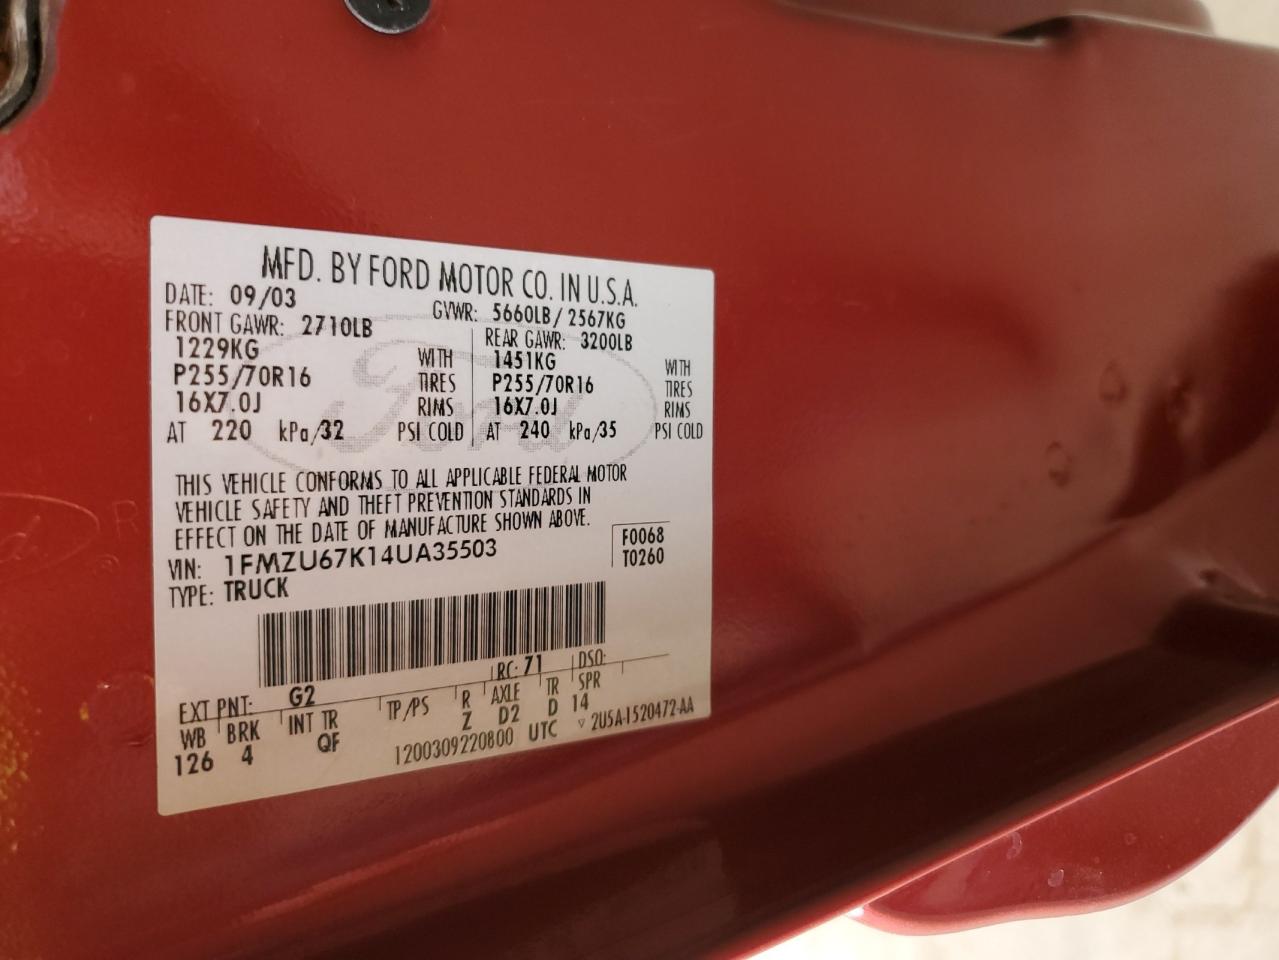 MFD. BY FORD MOTOR CO. IN U.S.A.
DATE: 09/03 GVWR: 5660LB/2567KG
FRONT GAWR: 2710LB REAR GAWR: 3200LB
1229KG WITH 1451KG WITH
P255/70R16 TIRES P255/70R16 TIRES
16X7.0J RIMS 16X7.0J RIMS
AT 220 kPa/32 PSI COLD AT 240 kPa/35 PSI COLD
Ford
THIS VEHICLE CONFORMS TO ALL APPLICABLE FEDERAL MOTOR
VEHICLE SAFETY AND THEFT PREVENTION STANDARDS IN
EFFECT ON THE DATE OF MANUFACTURE SHOWN ABOVE.
VIN: 1FMZU67K14UA35503 F0068
TYPE: TRUCK T0260
EXT PNT: G2 RC: 71 DSO:
WB BRK INT TR TP/PS R AXLE TR SPR
126 4 QF Z D2 D 14
1200309220800 UTC ▽ 2U5A-1520472-AA